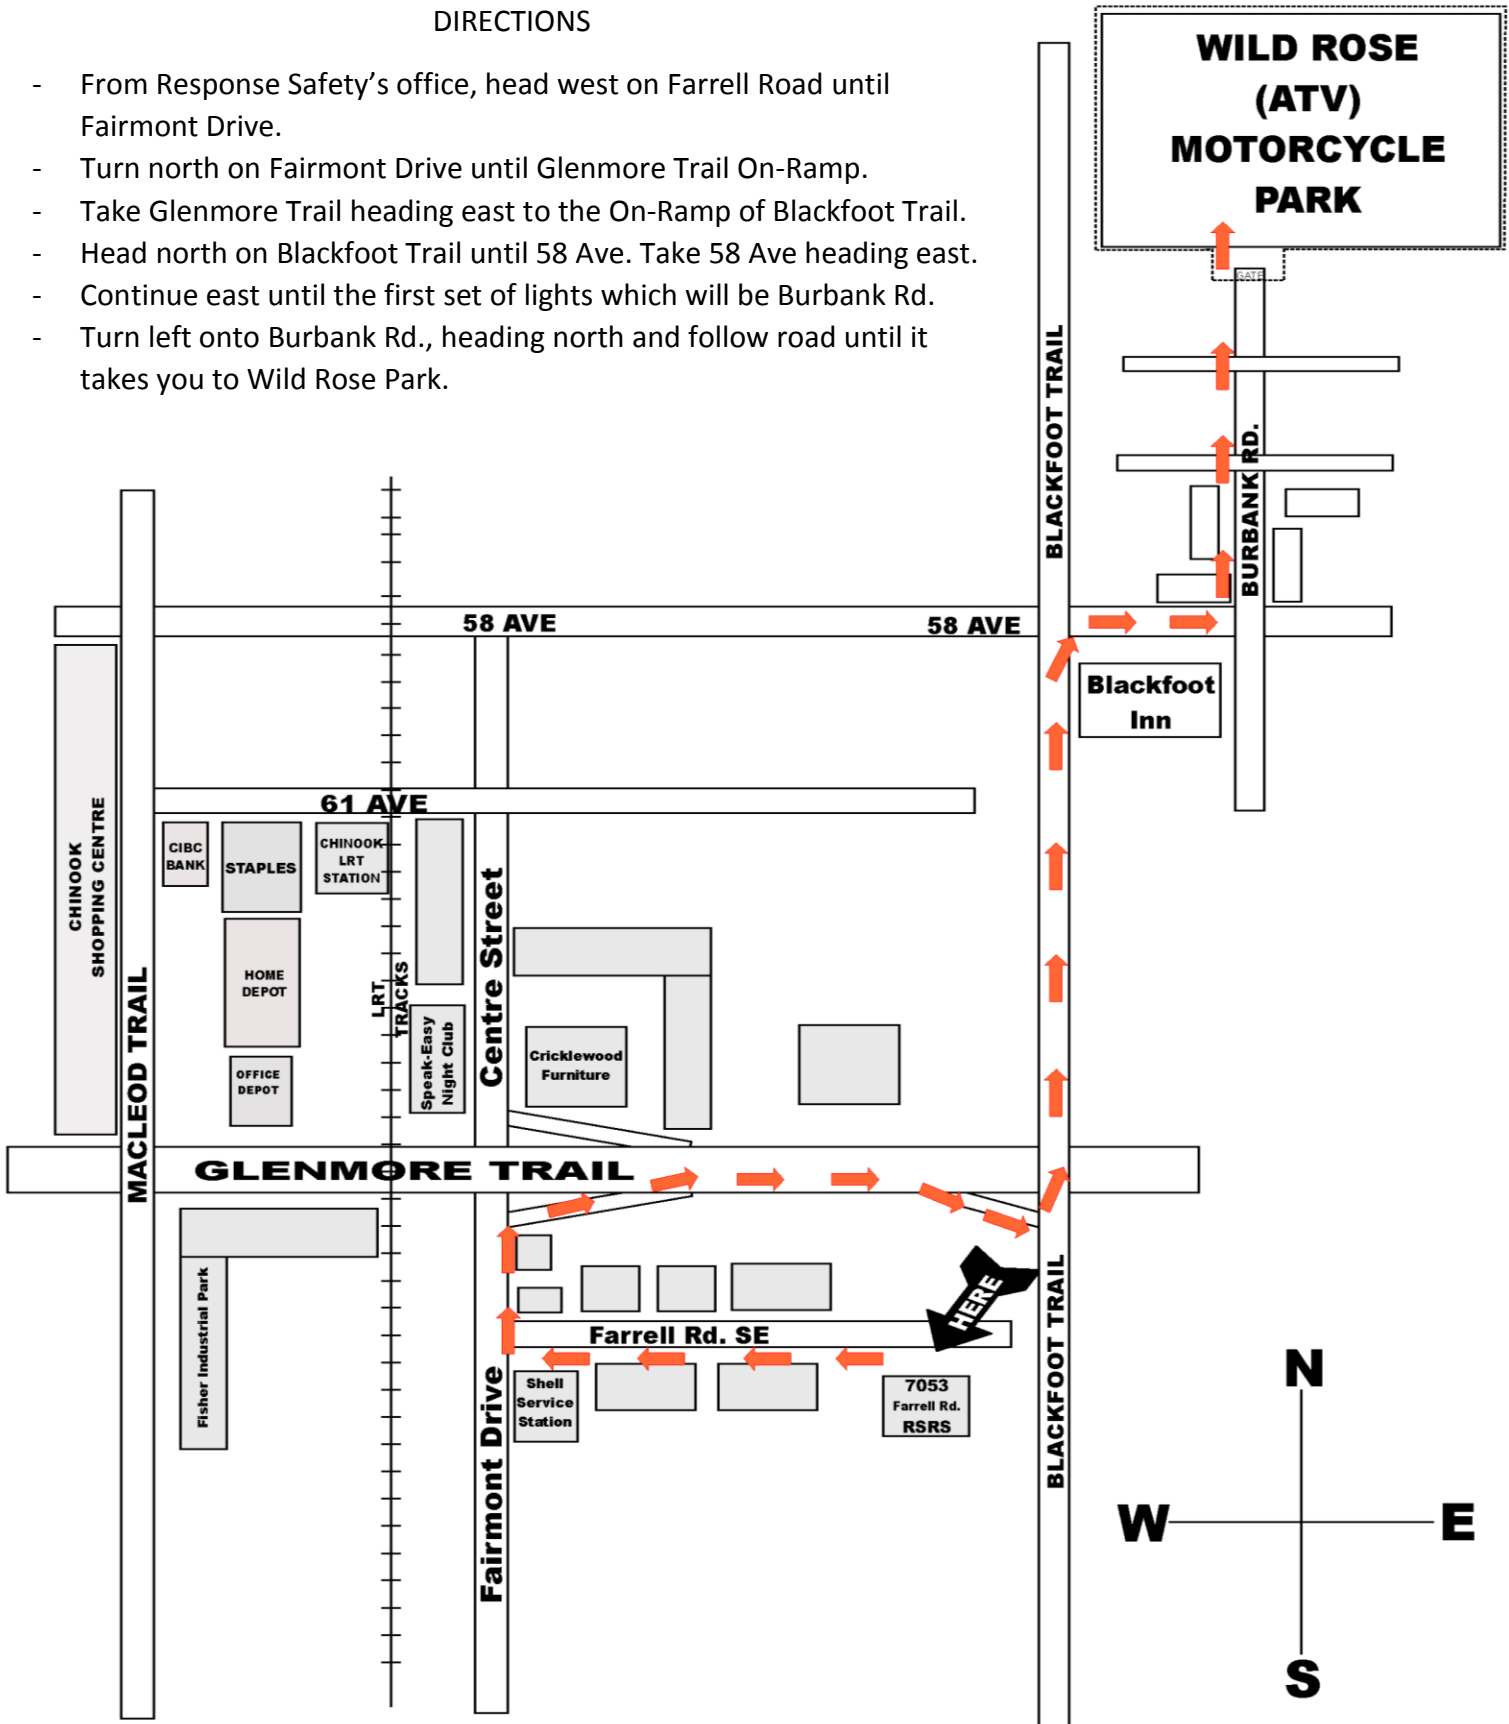 DIRECTIONS
- From Response Safety’s office, head west on Farrell Road until
Fairmont Drive.
- Turn north on Fairmont Drive until Glenmore Trail On-Ramp.
- Take Glenmore Trail heading east to the On-Ramp of Blackfoot Trail.
- Head north on Blackfoot Trail until 58 Ave. Take 58 Ave heading east.
- Continue east until the first set of lights which will be Burbank Rd.
- Turn left onto Burbank Rd., heading north and follow road until it
takes you to Wild Rose Park.
WILD ROSE
(ATV)
MOTORCYCLE
PARK
GATE
BLACKFOOT TRAIL
BURBANK RD.
58 AVE
58 AVE
Blackfoot
Inn
61 AVE
CHINOOK
SHOPPING CENTRE
MACLEOD TRAIL
CIBC
BANK
STAPLES
CHINOOK
LRT
STATION
HOME
DEPOT
OFFICE
DEPOT
LRT
TRACKS
Speak-Easy
Night Club
Centre Street
Cricklewood
Furniture
GLENMORE TRAIL
Fisher Industrial Park
HERE
Farrell Rd. SE
Shell
Service
Station
7053
Farrell Rd.
RSRS
Fairmont Drive
BLACKFOOT TRAIL
N
W
E
S